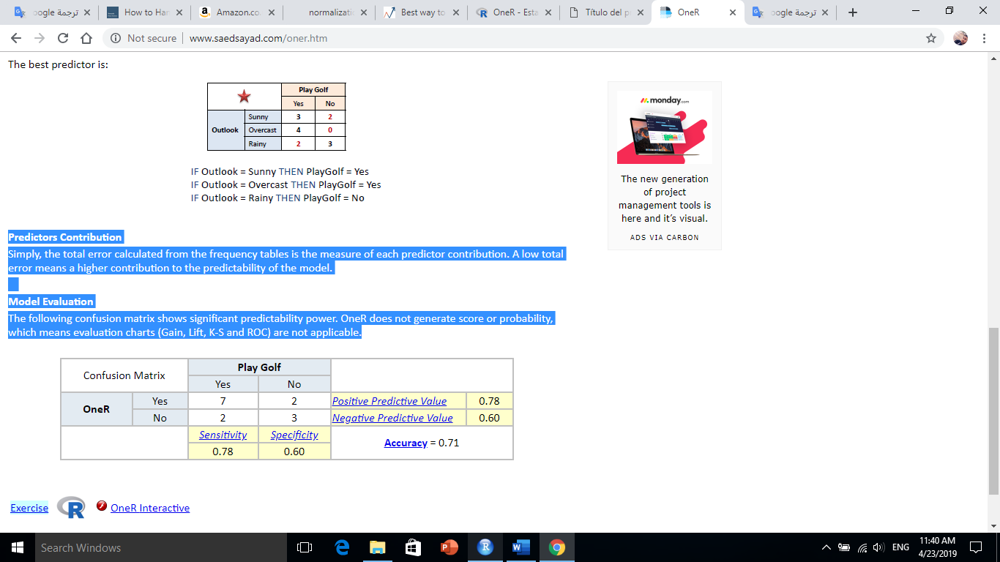 ترجمة oogle
How to Har
Amazon.co
normalizatio
Best way to
OneR - Esta
Título del p
OneR
ترجمة oogle
Not secure | www.saedsayad.com/oner.htm
The best predictor is:
Play Golf
Yes No
Outlook
Sunny 3 2
Overcast 4 0
Rainy 2 3
IF Outlook = Sunny THEN PlayGolf = Yes
IF Outlook = Overcast THEN PlayGolf = Yes
IF Outlook = Rainy THEN PlayGolf = No
monday.com
The new generation
of project
management tools is
here and it's visual.
ADS VIA CARBON
Predictors Contribution
Simply, the total error calculated from the frequency tables is the measure of each predictor contribution. A low total
error means a higher contribution to the predictability of the model.
Model Evaluation
The following confusion matrix shows significant predictability power. OneR does not generate score or probability,
which means evaluation charts (Gain, Lift, K-S and ROC) are not applicable.
Confusion Matrix
Play Golf
Yes No
OneR
Yes 7 2 Positive Predictive Value 0.78
No 2 3 Negative Predictive Value 0.60
Sensitivity Specificity
0.78 0.60
Accuracy = 0.71
Exercise R OneR Interactive
Search Windows
ENG
11:40 AM
4/23/2019